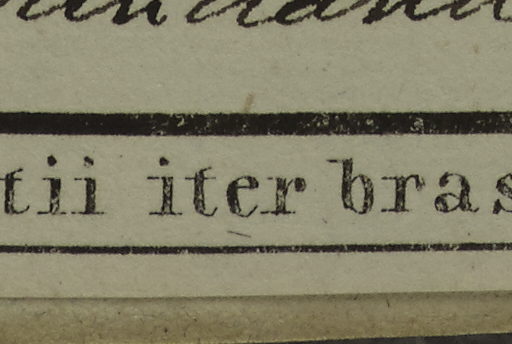 tii iter bras